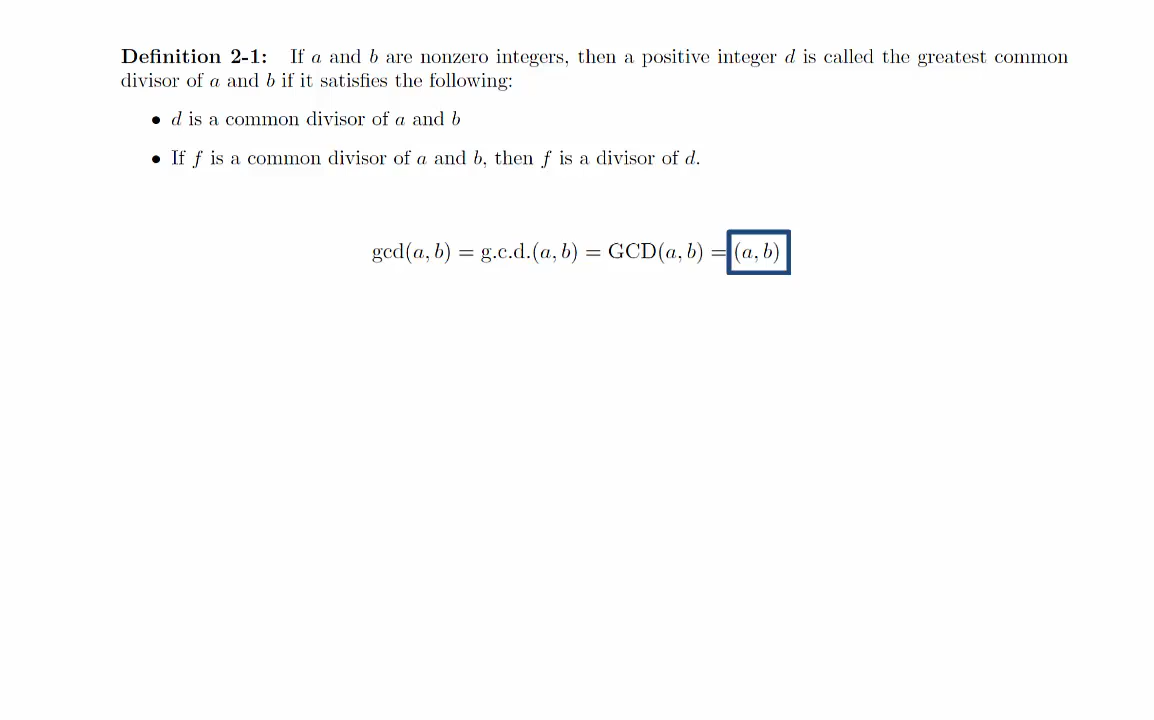 Definition 2-1: If a and b are nonzero integers, then a positive integer d is called the greatest common
divisor of a and b if it satisfies the following:
• d is a common divisor of a and b
• If f is a common divisor of a and b, then f is a divisor of d.
gcd(a, b) = g.c.d.(a, b) = GCD(a, b) = (a, b)